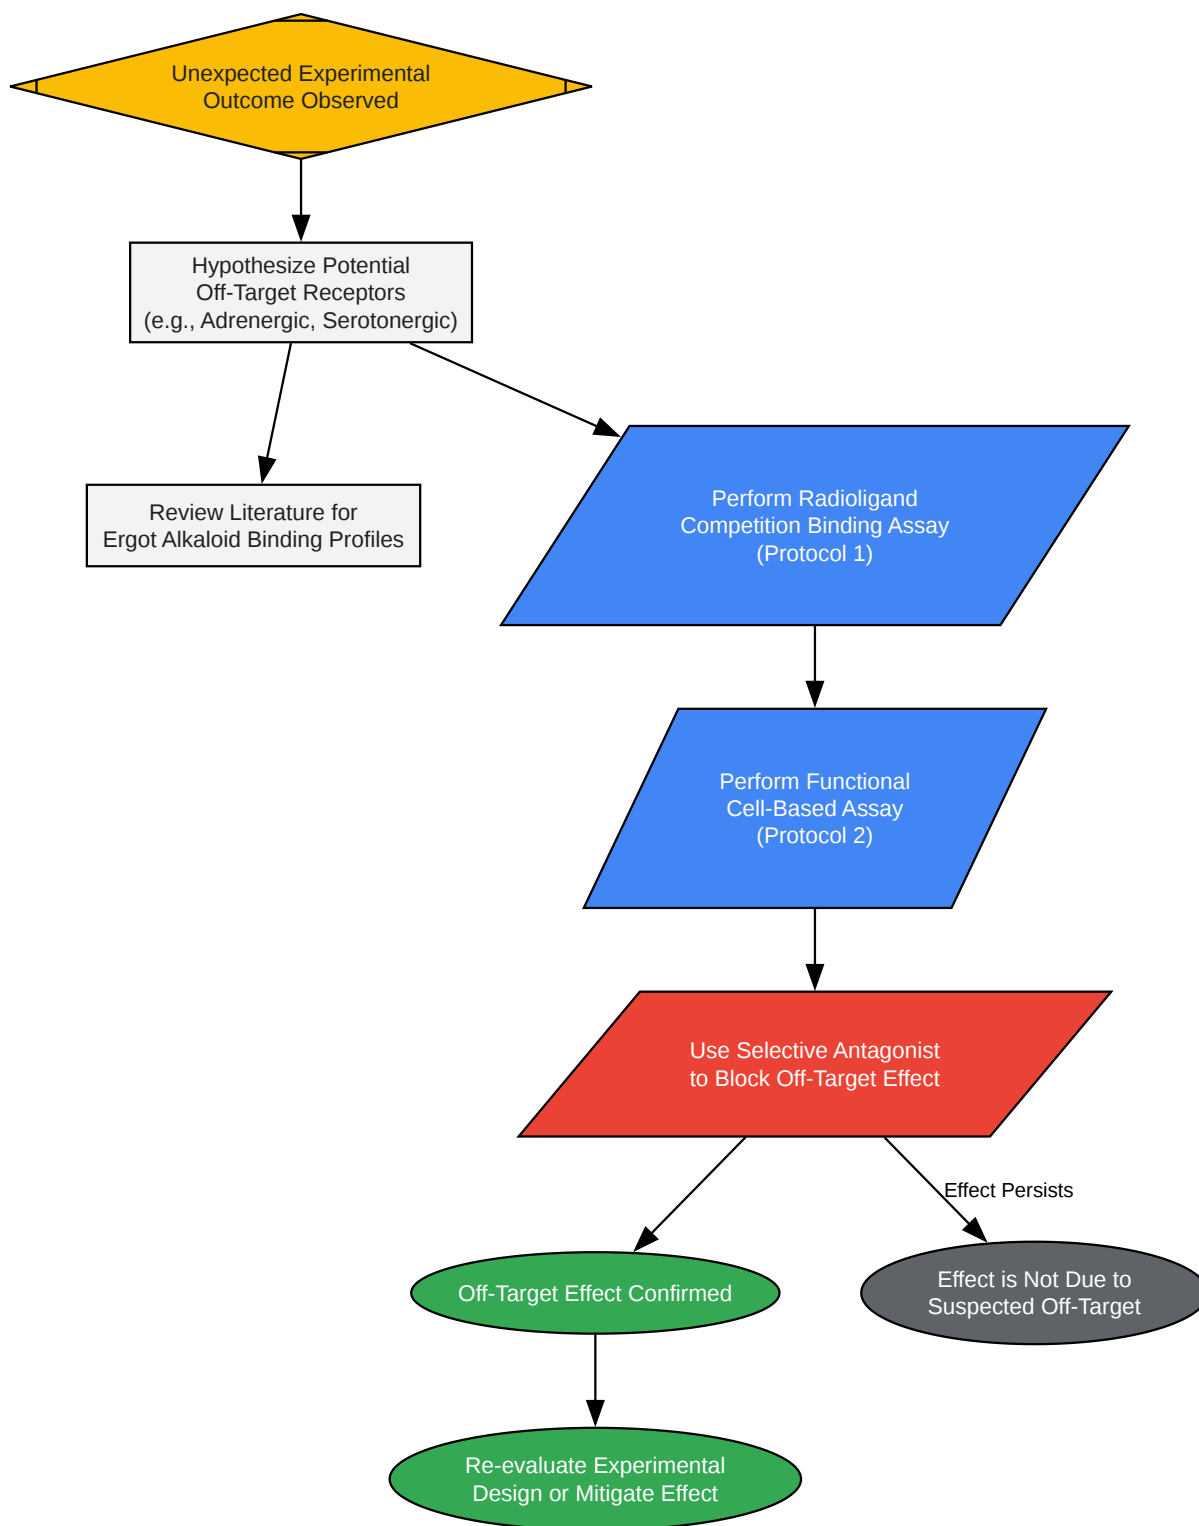 Unexpected Experimental
Outcome Observed
Hypothesize Potential
Off-Target Receptors
(e.g., Adrenergic, Serotonergic)
Review Literature for
Ergot Alkaloid Binding Profiles
Perform Radioligand
Competition Binding Assay
(Protocol 1)
Perform Functional
Cell-Based Assay
(Protocol 2)
Use Selective Antagonist
to Block Off-Target Effect
Effect Persists
Off-Target Effect Confirmed
Effect is Not Due to
Suspected Off-Target
Re-evaluate Experimental
Design or Mitigate Effect